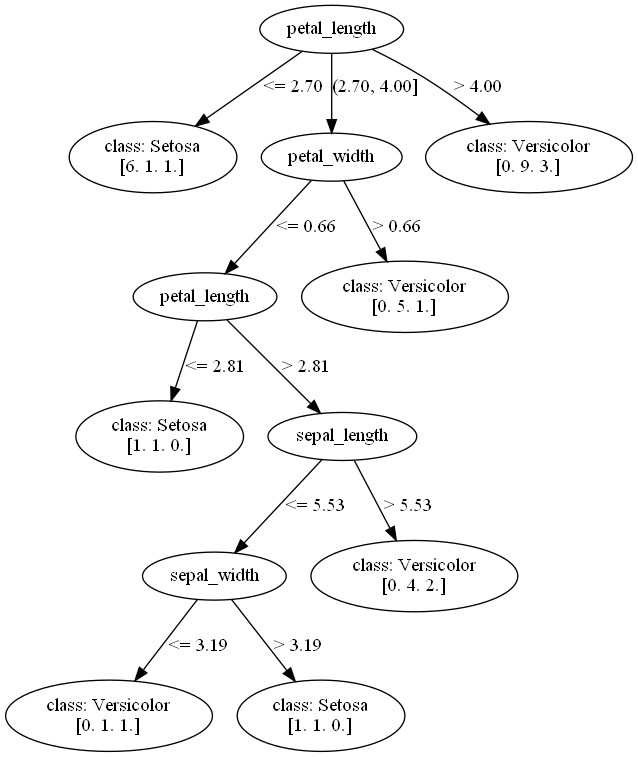 petal_length
<= 2.70
(2.70, 4.00]
> 4.00
class: Setosa
[6. 1. 1.]
petal_width
class: Versicolor
[0. 9. 3.]
<= 0.66
> 0.66
petal_length
class: Versicolor
[0. 5. 1.]
<= 2.81
> 2.81
class: Setosa
[1. 1. 0.]
sepal_length
<= 5.53
> 5.53
sepal_width
class: Versicolor
[0. 4. 2.]
<= 3.19
> 3.19
class: Versicolor
[0. 1. 1.]
class: Setosa
[1. 1. 0.]